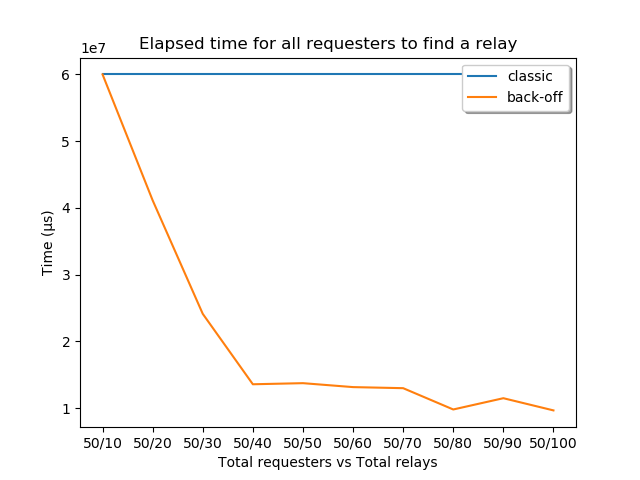 Elapsed time for all requesters to find a relay
1e7
classic
back-off
6
5
4
3
2
1
Time (µs)
50/10 50/20 50/30 50/40 50/50 50/60 50/70 50/80 50/90 50/100
Total requesters vs Total relays